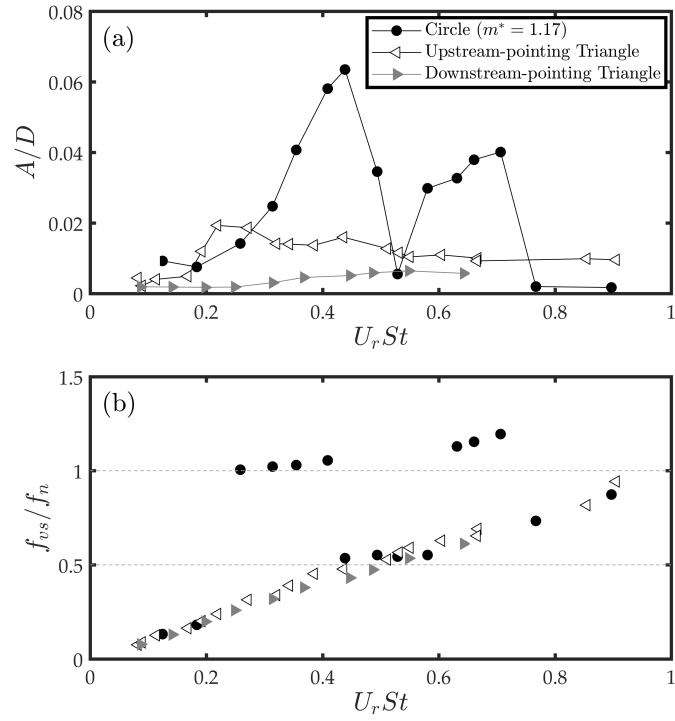 (a)
Circle (m* = 1.17)
Upstream-pointing Triangle
Downstream-pointing Triangle
0.08
0.06
0.04
0.02
0
A/D
0 0.2 0.4 0.6 0.8 1
U_r St
(b)
1.5
1
0.5
0
f_vs/f_n
0 0.2 0.4 0.6 0.8 1
U_r St